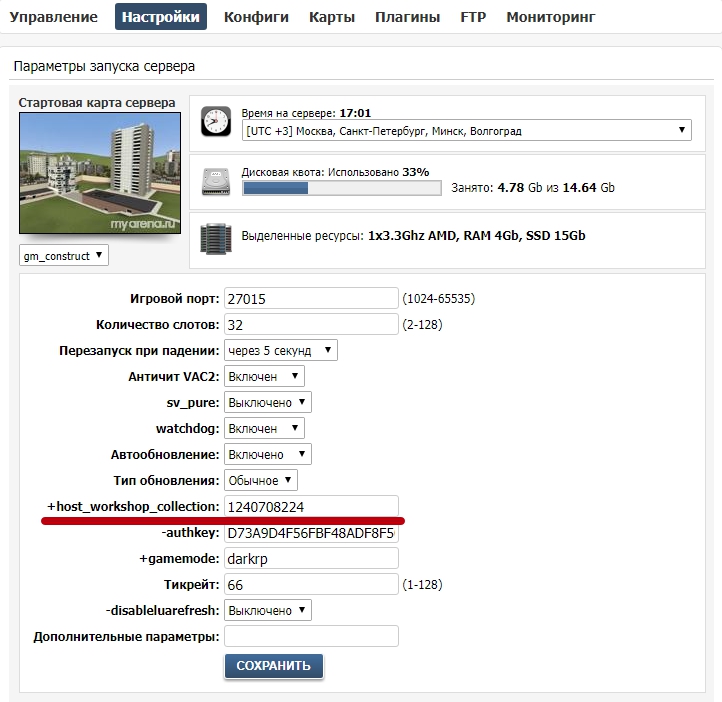 Управление Настройки Конфиги Карты Плагины FTP Мониторинг
Параметры запуска сервера
Стартовая карта сервера
myarena.ru
gm_construct
Время на сервере: 17:01
[UTC +3] Москва, Санкт-Петербург, Минск, Волгоград
Дисковая квота: Использовано 33%
Занято: 4.78 Gb из 14.64 Gb
Выделенные ресурсы: 1x3.3Ghz AMD, RAM 4Gb, SSD 15Gb
Игровой порт: 27015 (1024-65535)
Количество слотов: 32 (2-128)
Перезапуск при падении: через 5 секунд
Античит VAC2: Включен
sv_pure: Выключено
watchdog: Включен
Автообновление: Включено
Тип обновления: Обычное
+host_workshop_collection: 1240708224
-authkey: D73A9D4F56FBF48ADF8F5
+gamemode: darkrp
Тикрейт: 66 (1-128)
-disableluarefresh: Выключено
Дополнительные параметры:
СОХРАНИТЬ